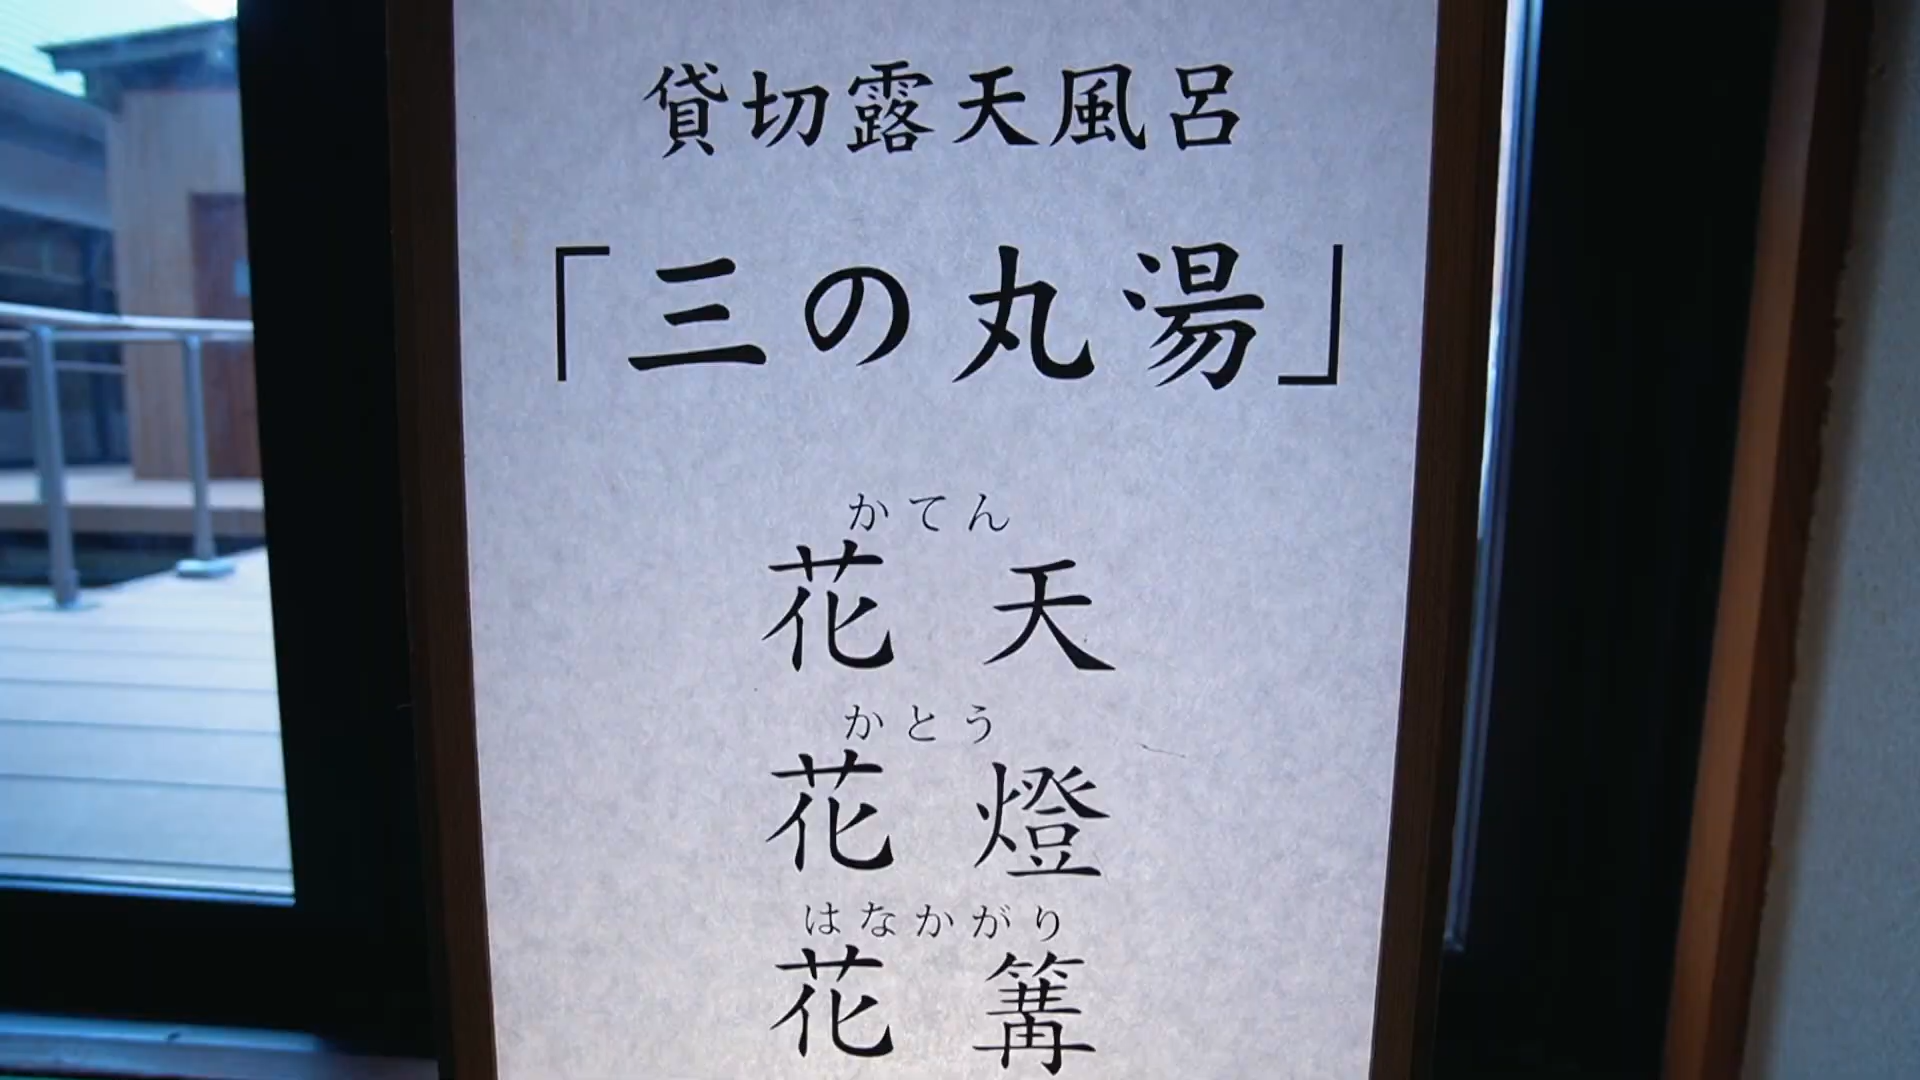 貸切露天風呂
「三の丸湯」
かてん
花天
かとう
花燈
はなかがり
花篝